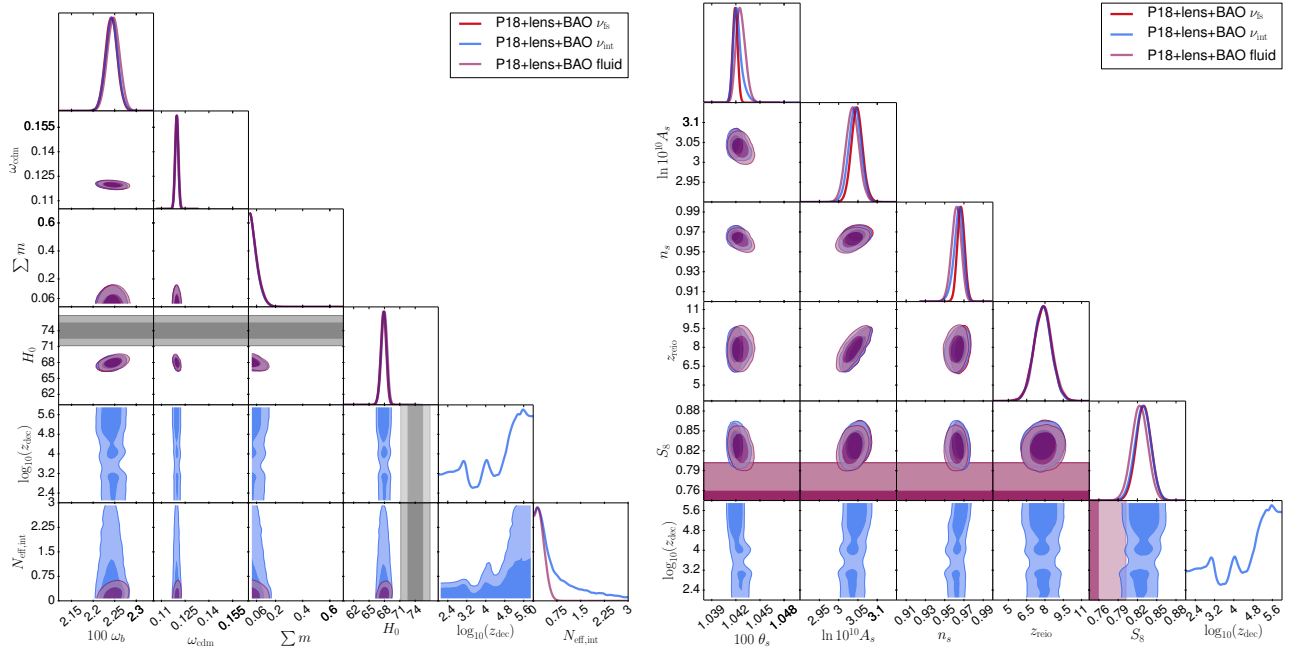 P18+lens+BAO ν_fs
P18+lens+BAO ν_int
P18+lens+BAO fluid
0.155
0.14
0.125
0.11
ω_cdm
0.6
0.4
0.2
0.06
∑ m
74
71
68
65
62
H_0
5.6
4.8
4
3.2
2.4
log_10(z_dec)
3
2.25
1.5
0.75
0
N_eff,int
2.15 2.2 2.25 2.3
100 ω_b
0.11 0.125 0.14 0.155
ω_cdm
0.06 0.2 0.4 0.6
∑ m
62 65 68 71 74
H_0
2.4 3.2 4 4.8 5.6
log_10(z_dec)
0 0.75 1.5 2.25 3
N_eff,int
P18+lens+BAO ν_fs
P18+lens+BAO ν_int
P18+lens+BAO fluid
3.1
3.05
3
2.95
ln 10^10 A_s
0.99
0.97
0.95
0.93
0.91
n_s
11
9.5
8
6.5
5
z_reio
0.88
0.85
0.82
0.79
0.76
S_8
5.6
4.8
4
3.2
2.4
log_10(z_dec)
1.039 1.042 1.045 1.048
100 θ_s
2.95 3 3.05 3.1
ln 10^10 A_s
0.91 0.93 0.95 0.97 0.99
n_s
5 6.5 8 9.5 11
z_reio
0.76 0.79 0.82 0.85 0.88
S_8
2.4 3.2 4 4.8 5.6
log_10(z_dec)